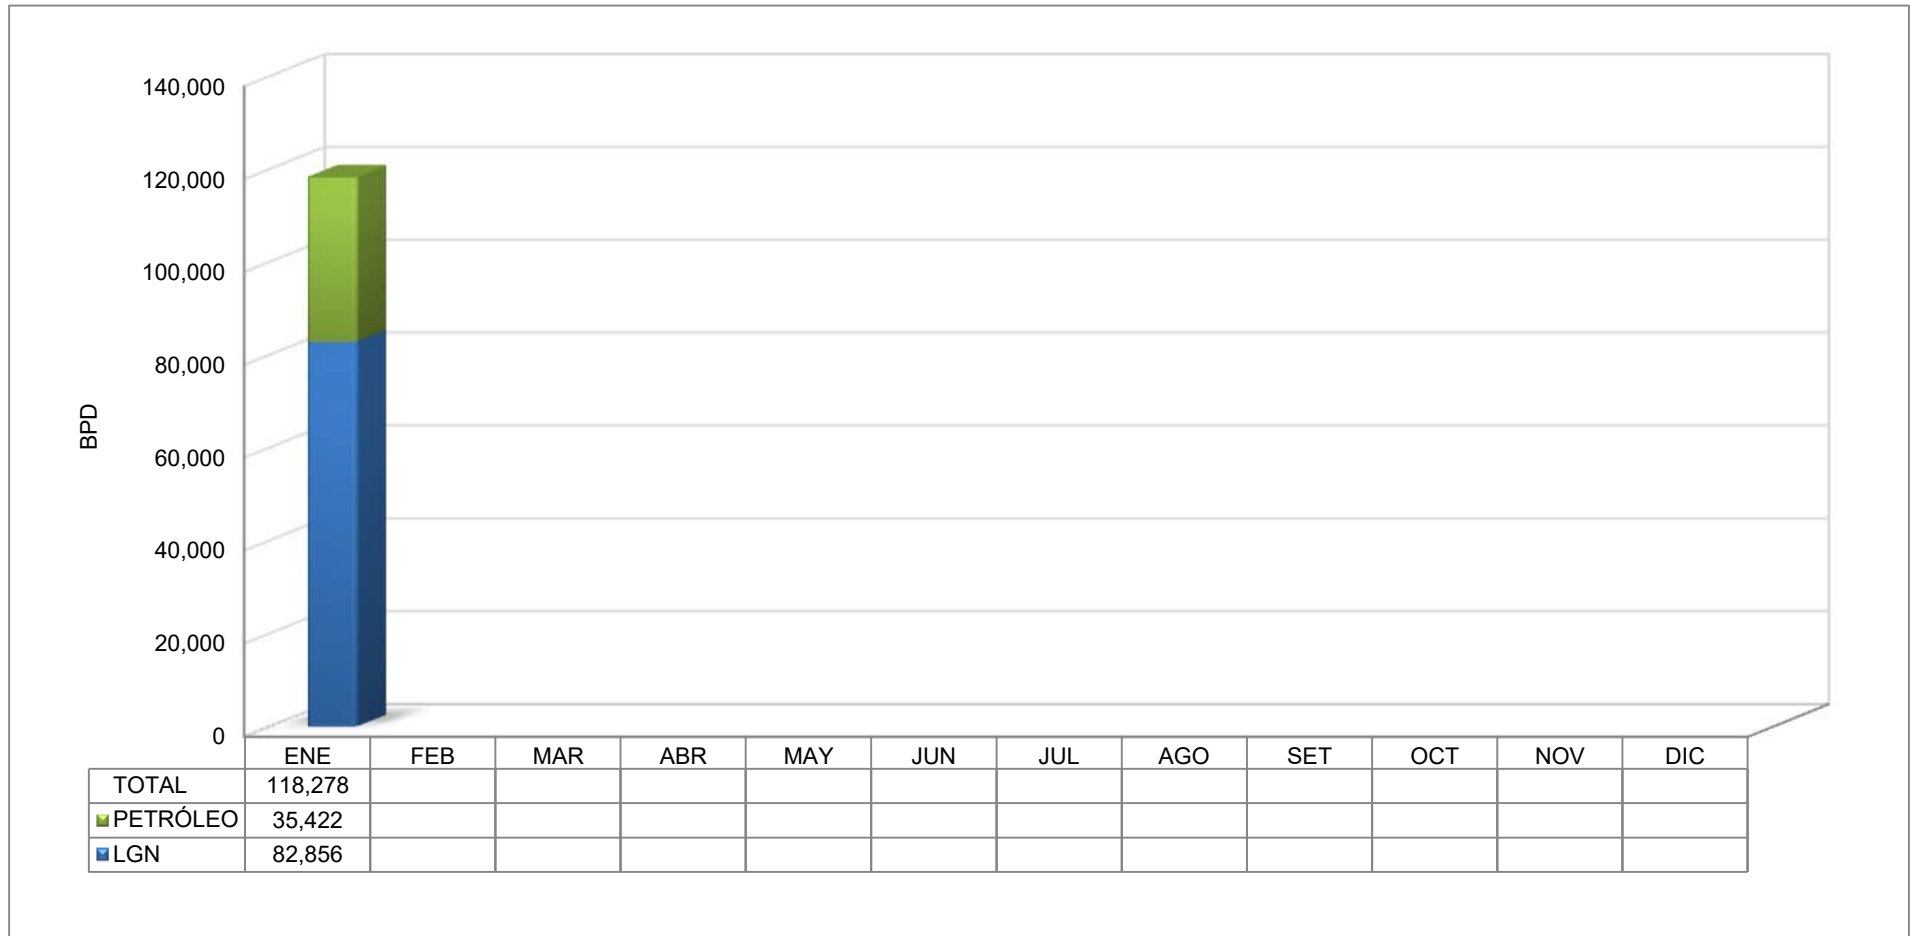 140,000
120,000
100,000
80,000
60,000
40,000
20,000
0
BPD
ENE FEB MAR ABR MAY JUN JUL AGO SET OCT NOV DIC
TOTAL 118,278
PETRÓLEO 35,422
LGN 82,856